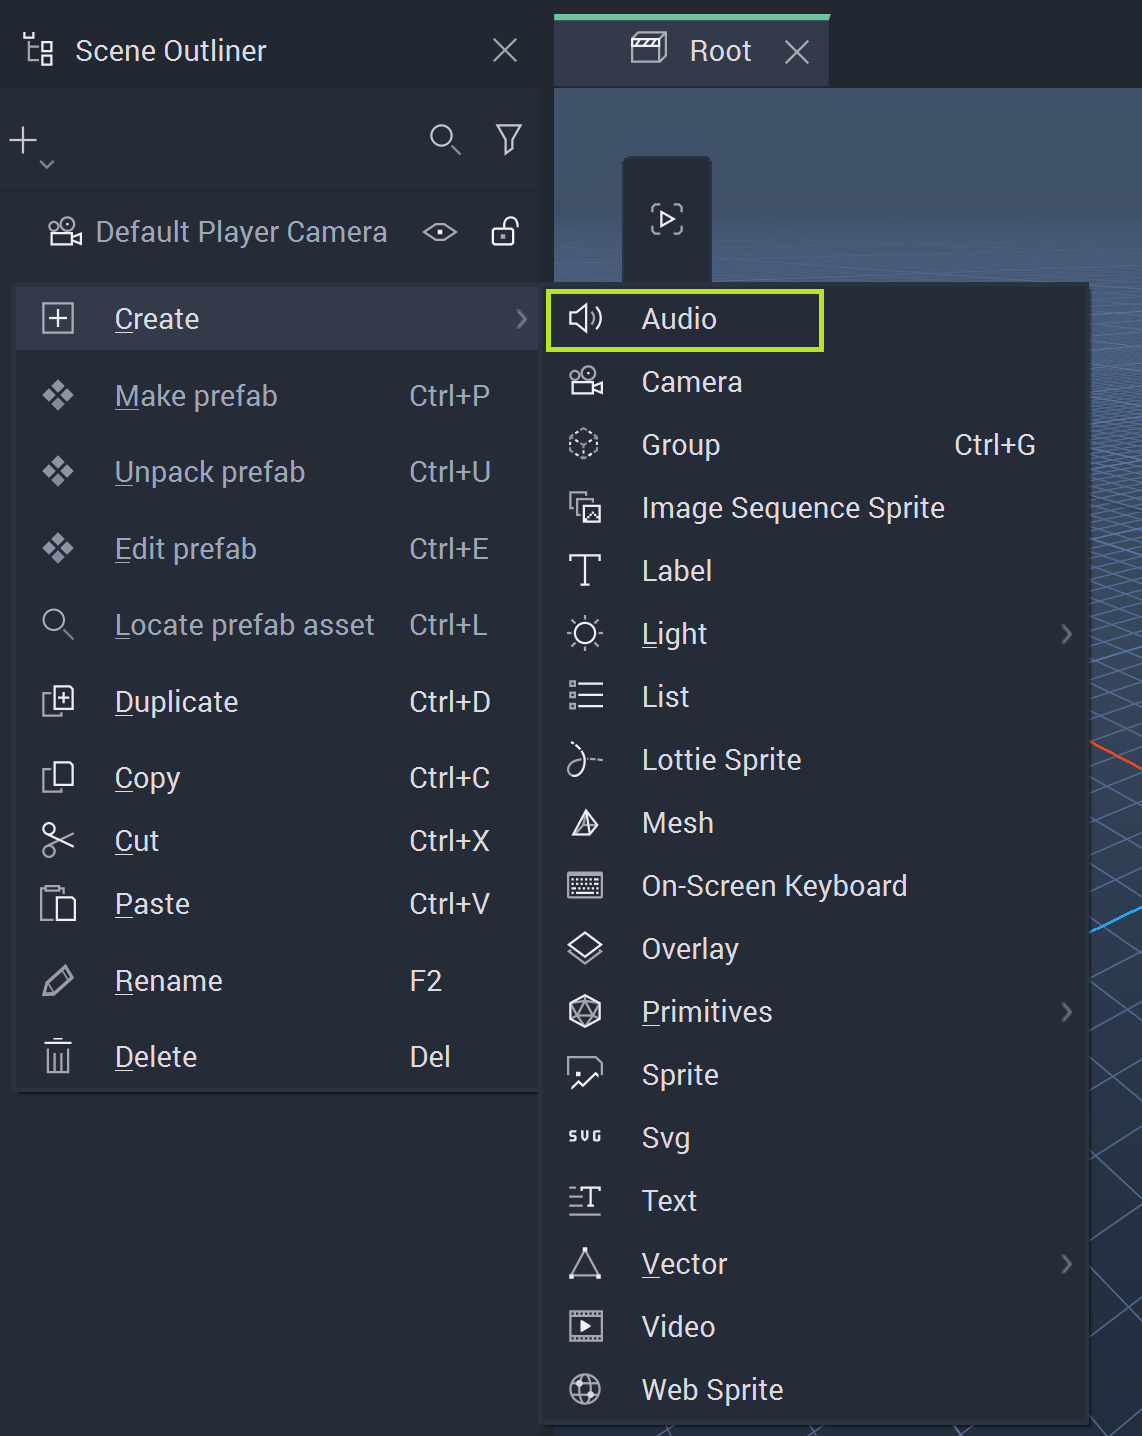 Scene Outliner
Root
Default Player Camera
Create
Make prefab Ctrl+P
Unpack prefab Ctrl+U
Edit prefab Ctrl+E
Locate prefab asset Ctrl+L
Duplicate Ctrl+D
Copy Ctrl+C
Cut Ctrl+X
Paste Ctrl+V
Rename F2
Delete Del
Audio
Camera
Group Ctrl+G
Image Sequence Sprite
Label
Light
List
Lottie Sprite
Mesh
On-Screen Keyboard
Overlay
Primitives
Sprite
SVG Svg
Text
Vector
Video
Web Sprite